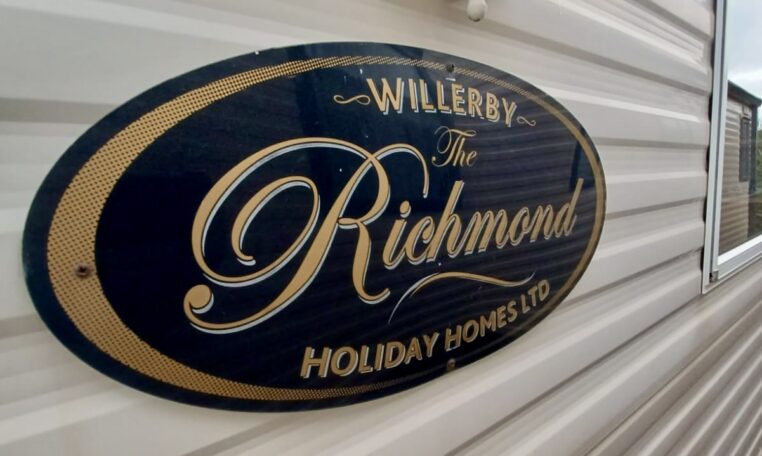 WILLERBY
The
Richmond
HOLIDAY HOMES LTD